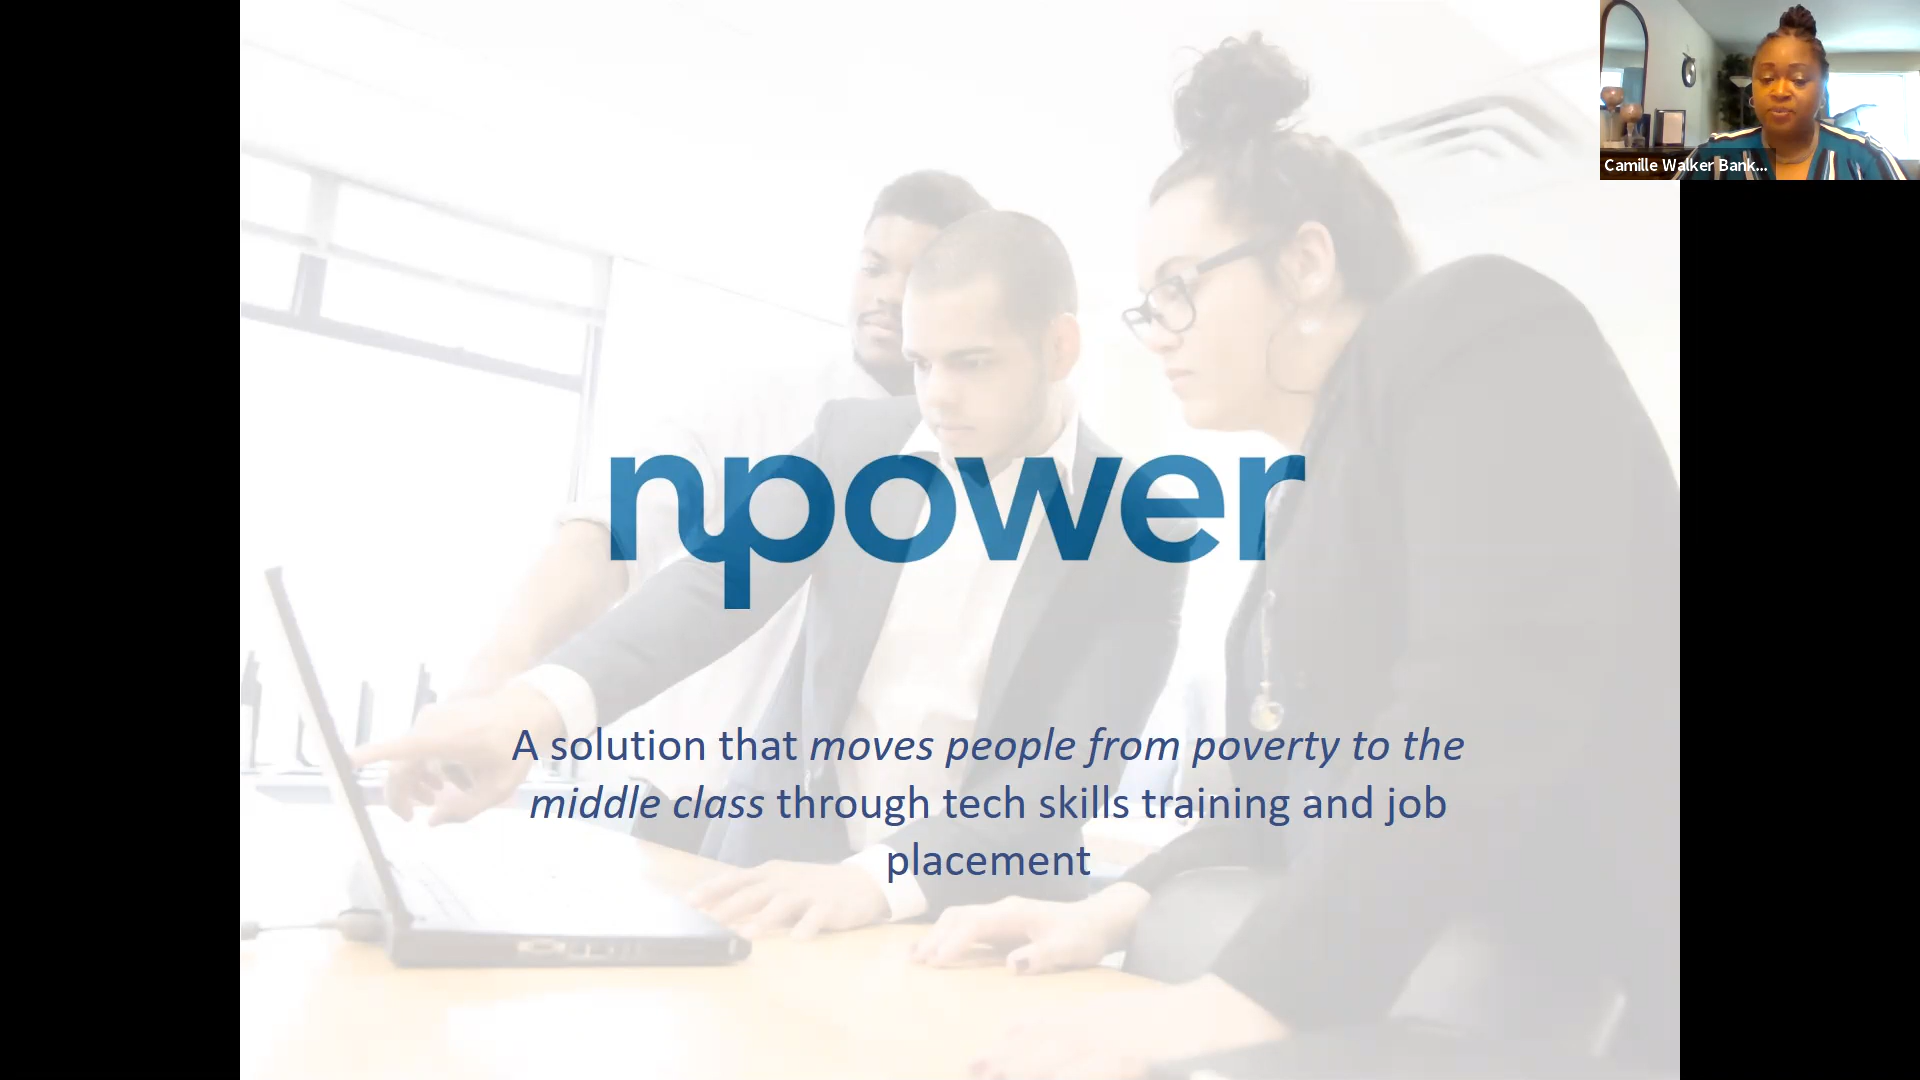 Camille Walker Bank...
npower
A solution that moves people from poverty to the
middle class through tech skills training and job
placement